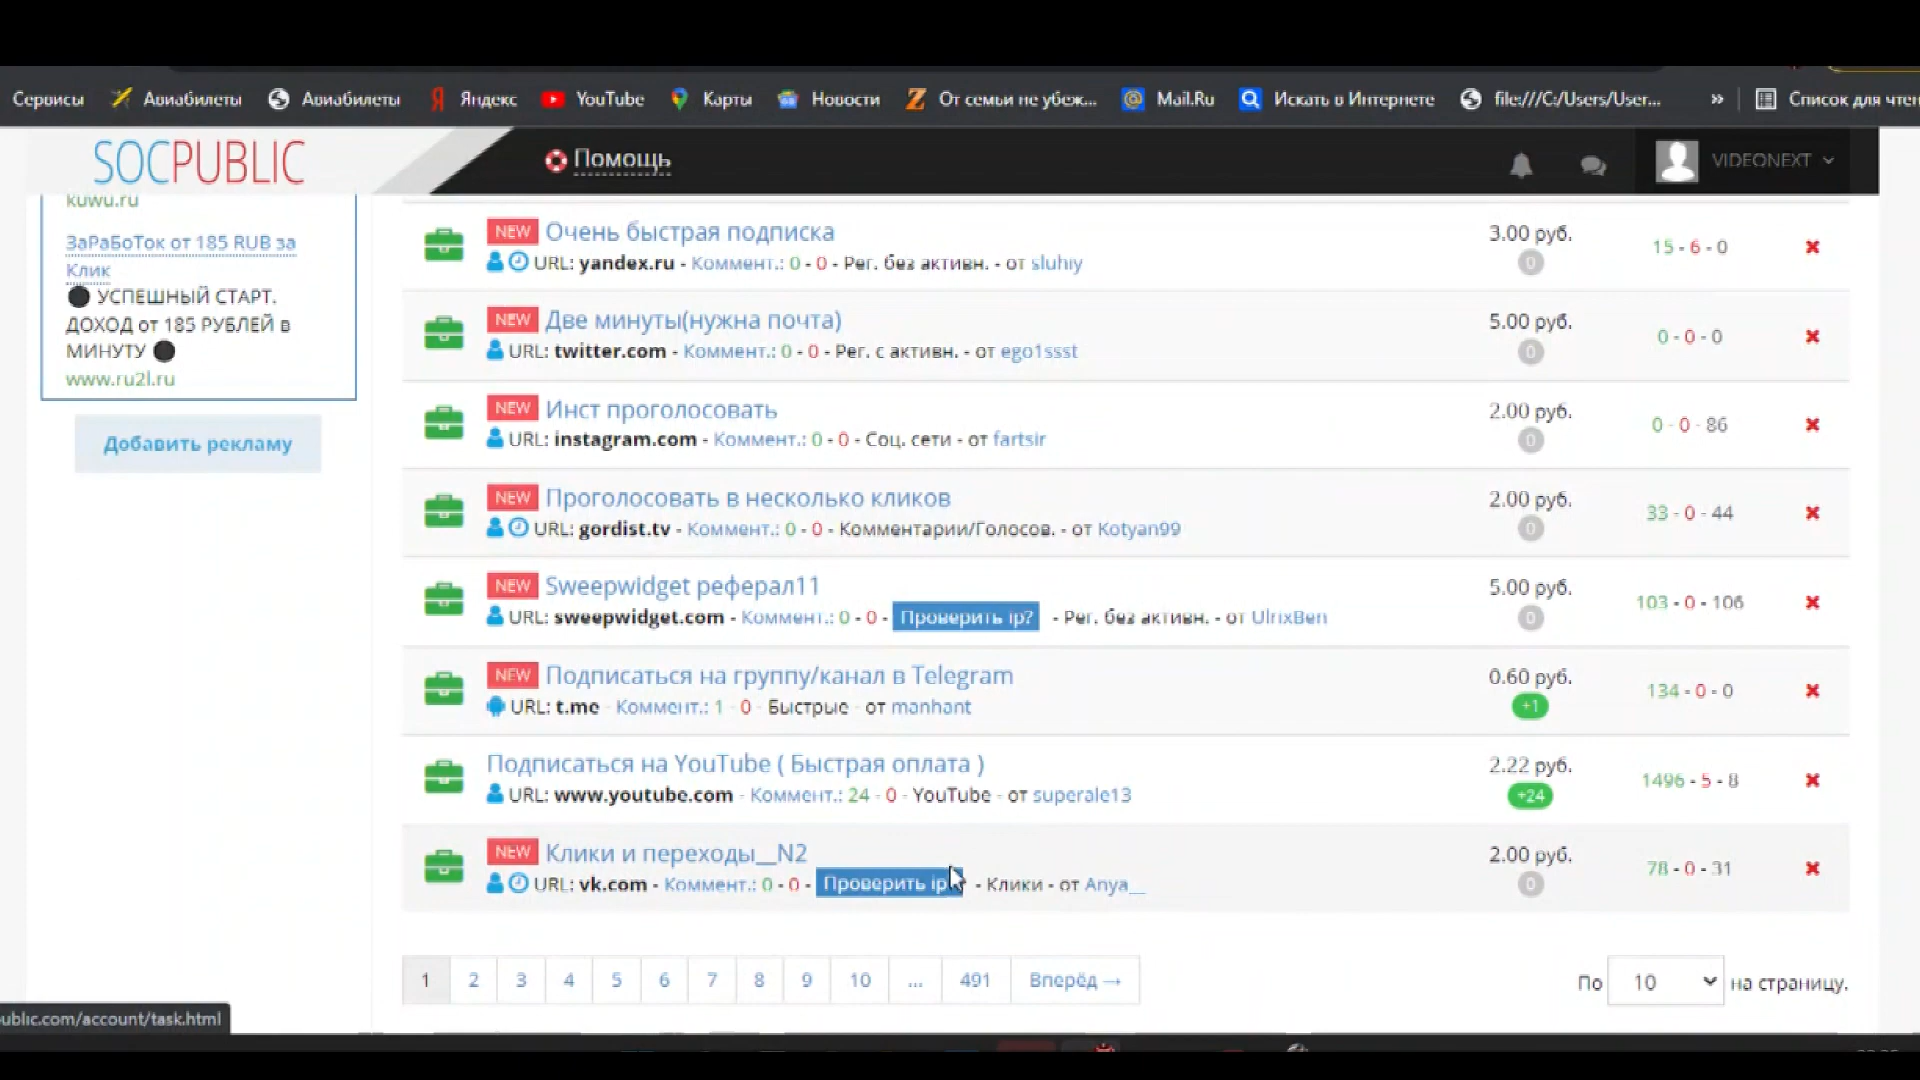 Сервисы Авиабилеты Авиабилеты Яндекс YouTube Карты Новости От семьи не убеж... Mail.Ru Искать в Интернете file:///C:/Users/User... » Список для чтен
SOCPUBLIC Помощь VIDEONEXT
kuwu.ru
ЗаРаБоТок от 185 RUB за
Клик
УСПЕШНЫЙ СТАРТ.
ДОХОД от 185 РУБЛЕЙ в
МИНУТУ
www.ru2l.ru
Добавить рекламу
NEW Очень быстрая подписка 3.00 руб. 15 - 6 - 0
URL: yandex.ru - Коммент.: 0 - 0 - Рег. без активн. - от sluhiy 0
NEW Две минуты(нужна почта) 5.00 руб. 0 - 0 - 0
URL: twitter.com - Коммент.: 0 - 0 - Рег. с активн. - от ego1ssst 0
NEW Инст проголосовать 2.00 руб. 0 - 0 - 86
URL: instagram.com - Коммент.: 0 - 0 - Соц. сети - от fartsir 0
NEW Проголосовать в несколько кликов 2.00 руб. 33 - 0 - 44
URL: gordist.tv - Коммент.: 0 - 0 - Комментарии/Голосов. - от Kotyan99 0
NEW Sweepwidget реферал11 5.00 руб. 103 - 0 - 106
URL: sweepwidget.com - Коммент.: 0 - 0 - Проверить ip? - Рег. без активн. - от UlrixBen 0
NEW Подписаться на группу/канал в Telegram 0.60 руб. 134 - 0 - 0
URL: t.me - Коммент.: 1 - 0 - Быстрые - от manhant +1
Подписаться на YouTube ( Быстрая оплата ) 2.22 руб. 1496 - 5 - 8
URL: www.youtube.com - Коммент.: 24 - 0 - YouTube - от superale13 +24
NEW Клики и переходы__N2 2.00 руб. 78 - 0 - 31
URL: vk.com - Коммент.: 0 - 0 - Проверить ip - Клики - от Anya__ 0
1 2 3 4 5 6 7 8 9 10 ... 491 Вперёд → По 10 на страницу.
ublic.com/account/task.html